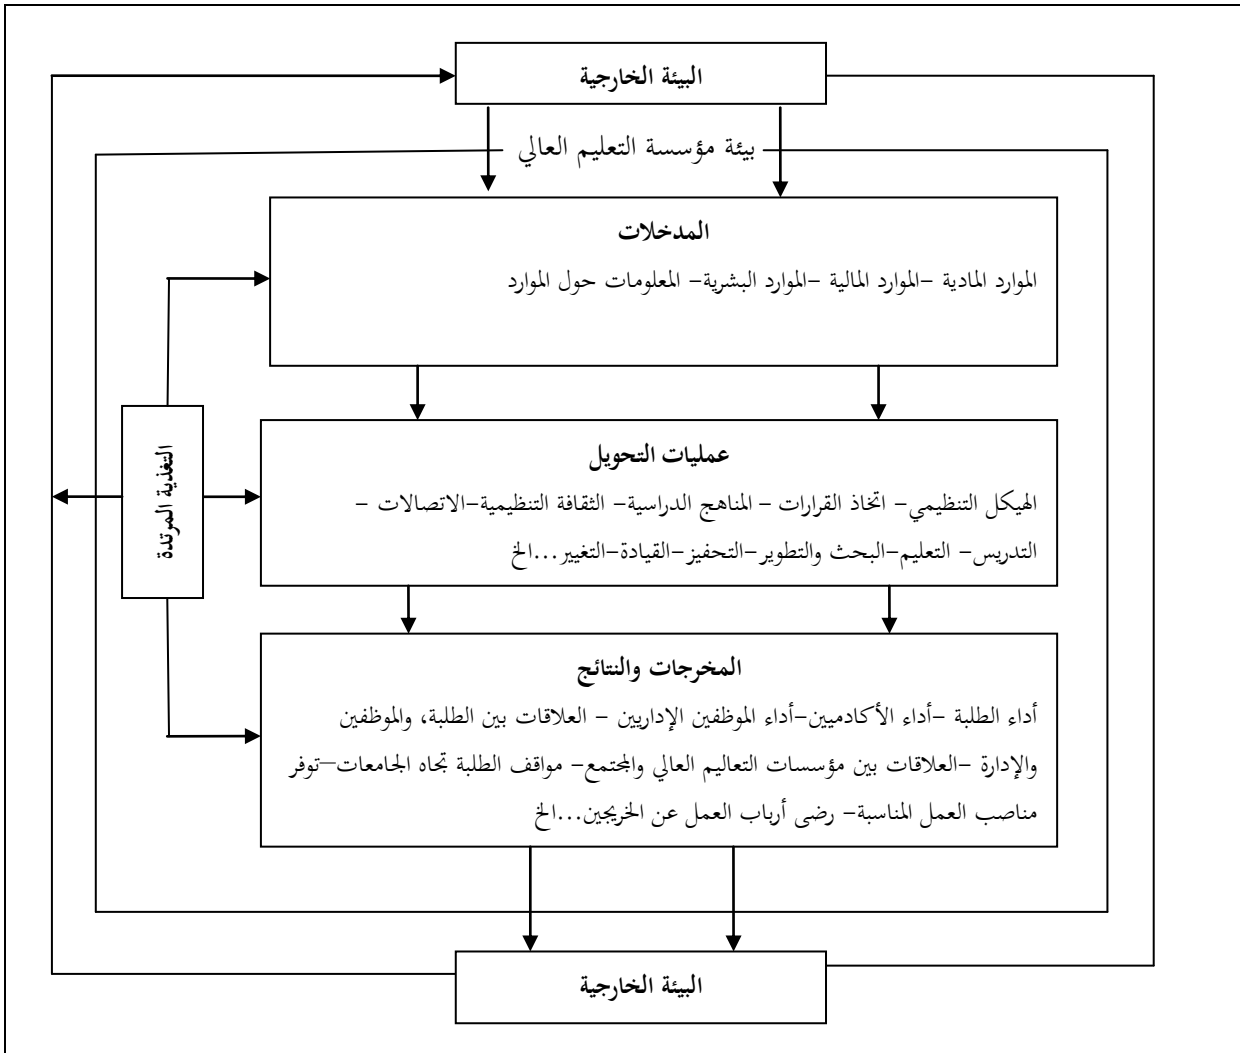 البيئة الخارجية
بيئة مؤسسة التعليم العالي
المدخلات
الموارد المادية –الموارد المالية –الموارد البشرية– المعلومات حول الموارد
عمليات التحويل
الهيكل التنظيمي– اتخاذ القرارات – المناهج الدراسية– الثقافة التنظيمية–الاتصالات –
التدريس– التعليم–البحث والتطوير–التحفيز–القيادة–التغيير...الخ
التغذية المرتدة
المخرجات والنتائج
أداء الطلبة –أداء الأكادميين–أداء الموظفين الإداريين – العلاقات بين الطلبة، والموظفين
والإدارة –العلاقات بين مؤسسات التعاليم العالي والمجتمع– مواقف الطلبة تجاه الجامعات–توفر
مناصب العمل المناسبة– رضى أرباب العمل عن الخريجين...الخ
البيئة الخارجية